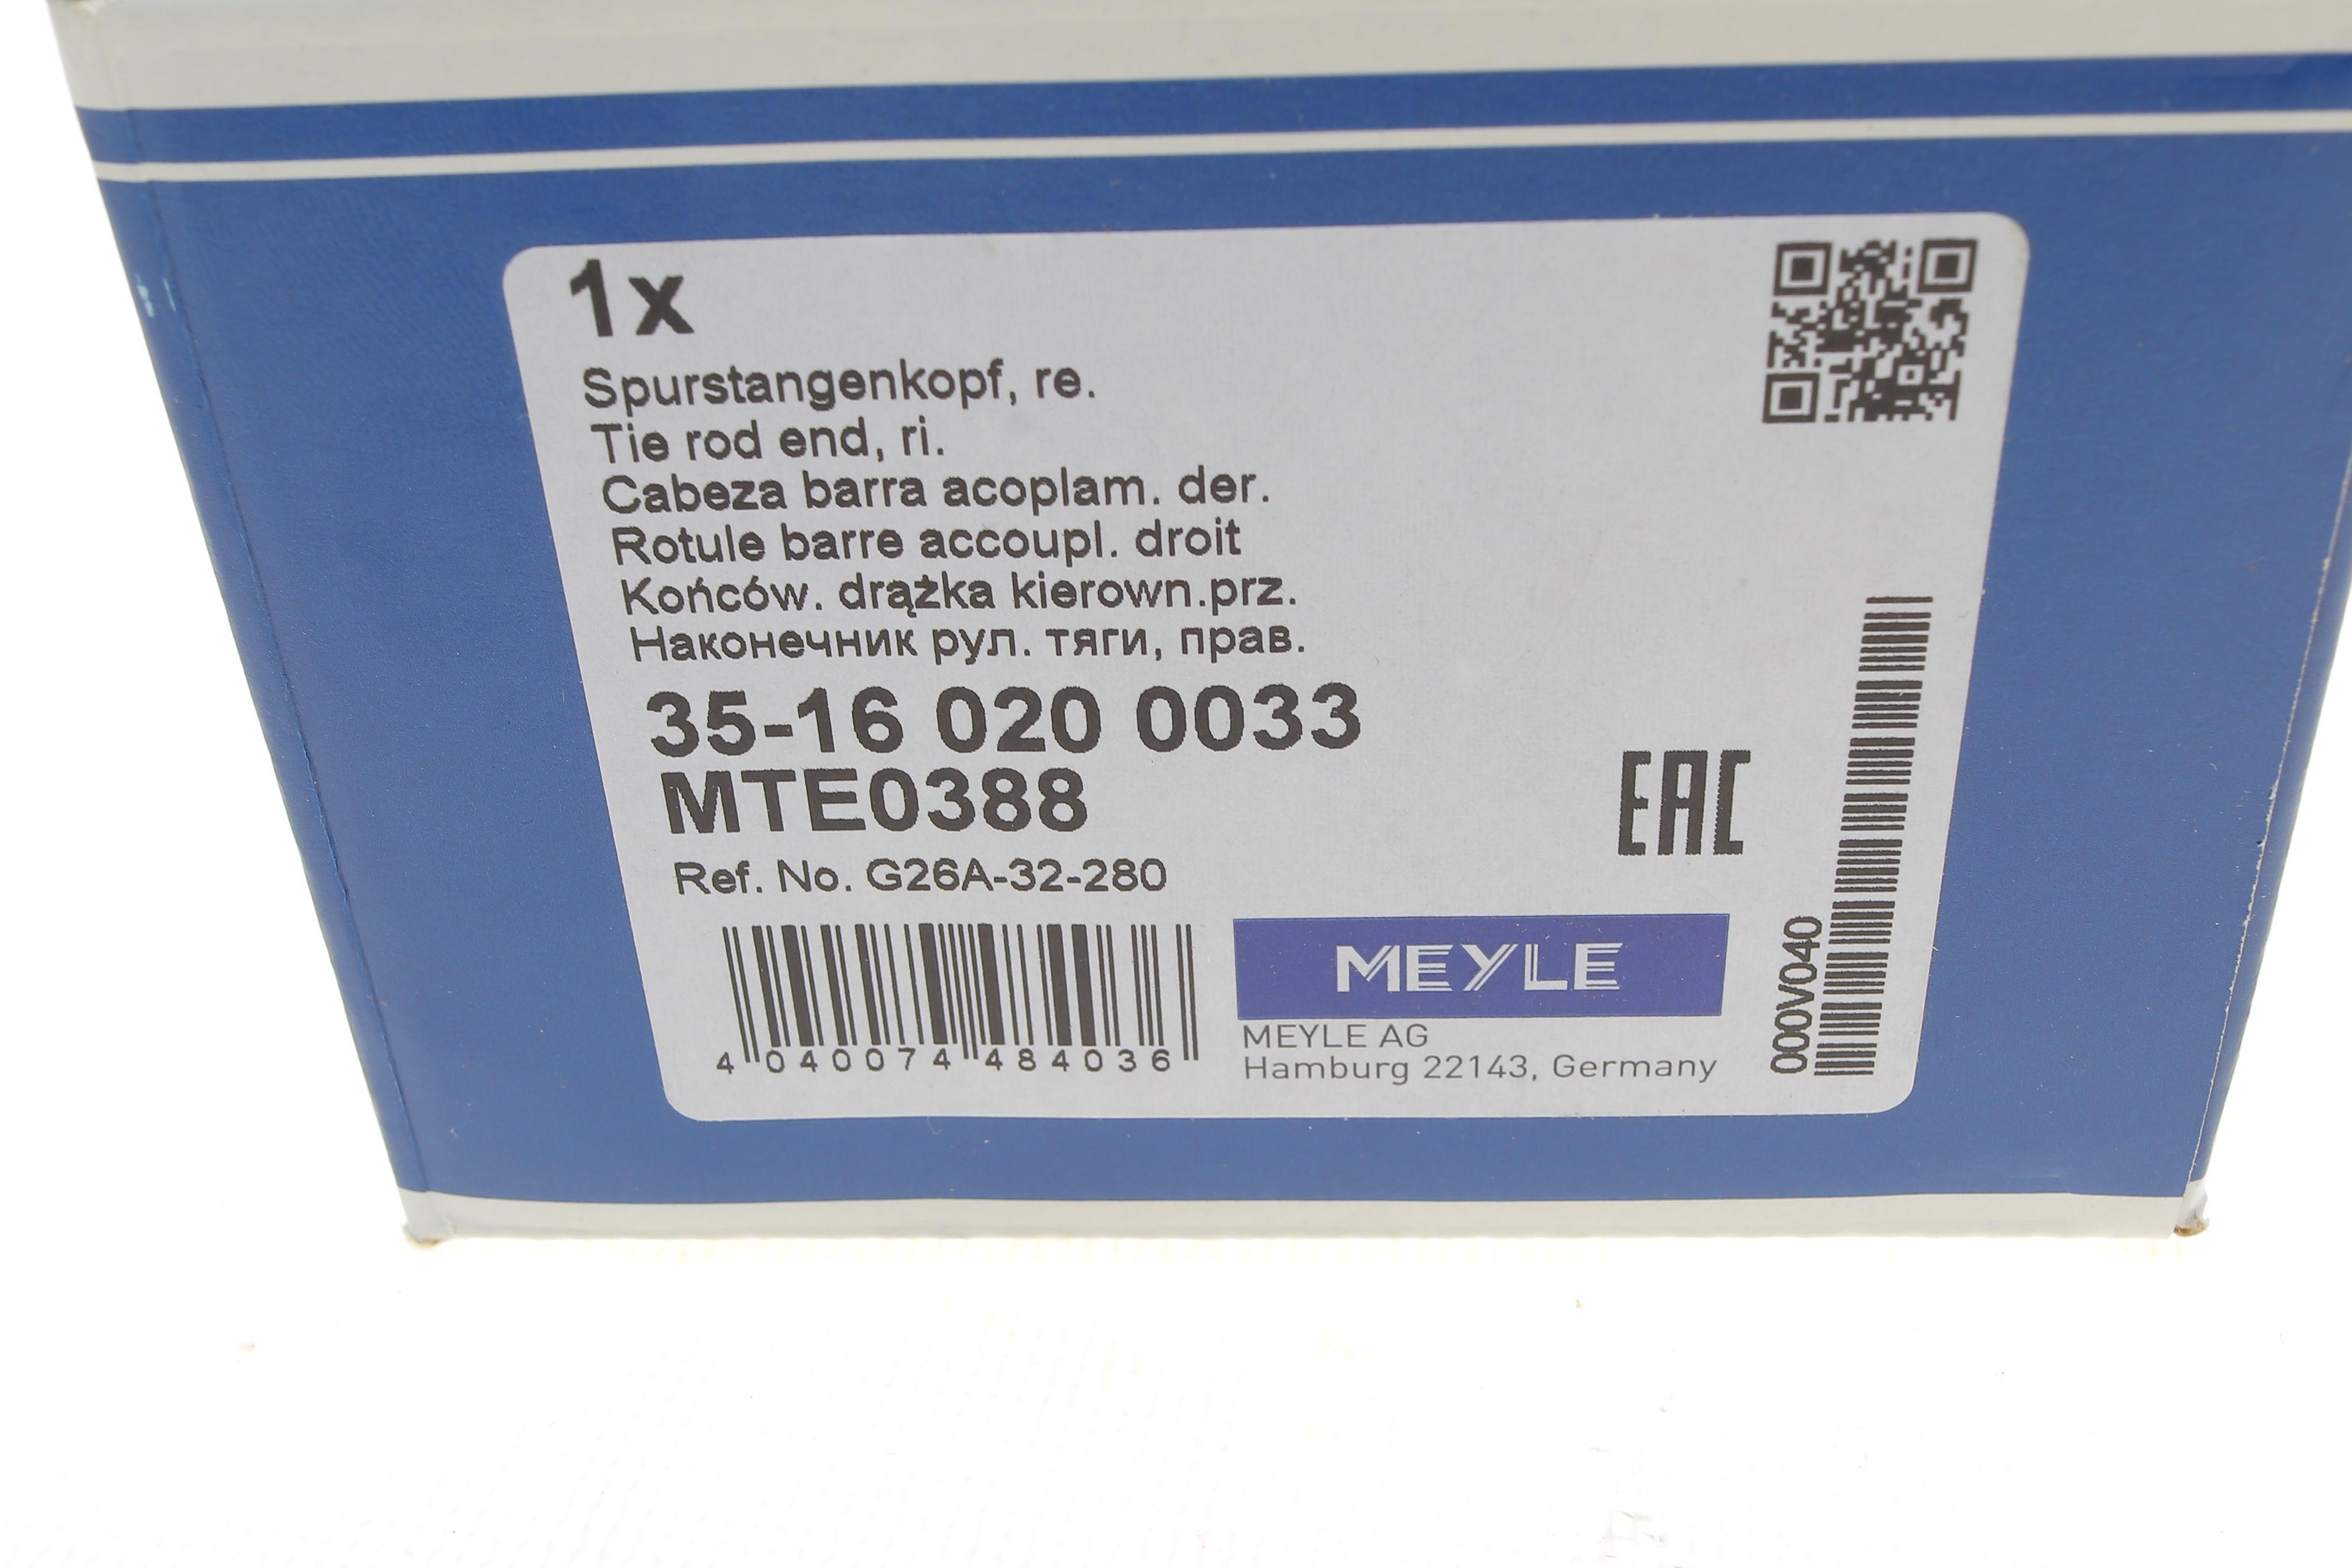 1x
Spurstangenkopf, re.
Tie rod end, ri.
Cabeza barra acoplam. der.
Rotule barre accoupl. droit
Końców. drążka kierown.prz.
Наконечник рул. тяги, прав.
35-16 020 0033
MTE0388
Ref. No. G26A-32-280
EAC
4 040074 484036
MEYLE
MEYLE AG
Hamburg 22143, Germany
000V040